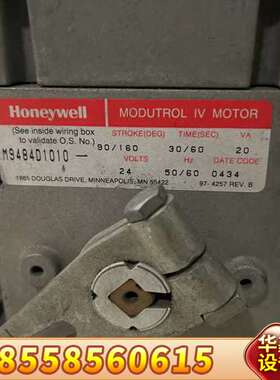 Honeywell
MODUTROL IV MOTOR
(See inside wiring box to validate O.S. No.)
STROKE(DEG) TIME(SEC) VA
M9484D1010 — 90/160 30/60 20
VOLTS Hz DATE CODE
24 50/60 0434
1885 DOUGLAS DRIVE, MINNEAPOLIS, MN 55422
97-4257 REV. B
华
设
8558560615